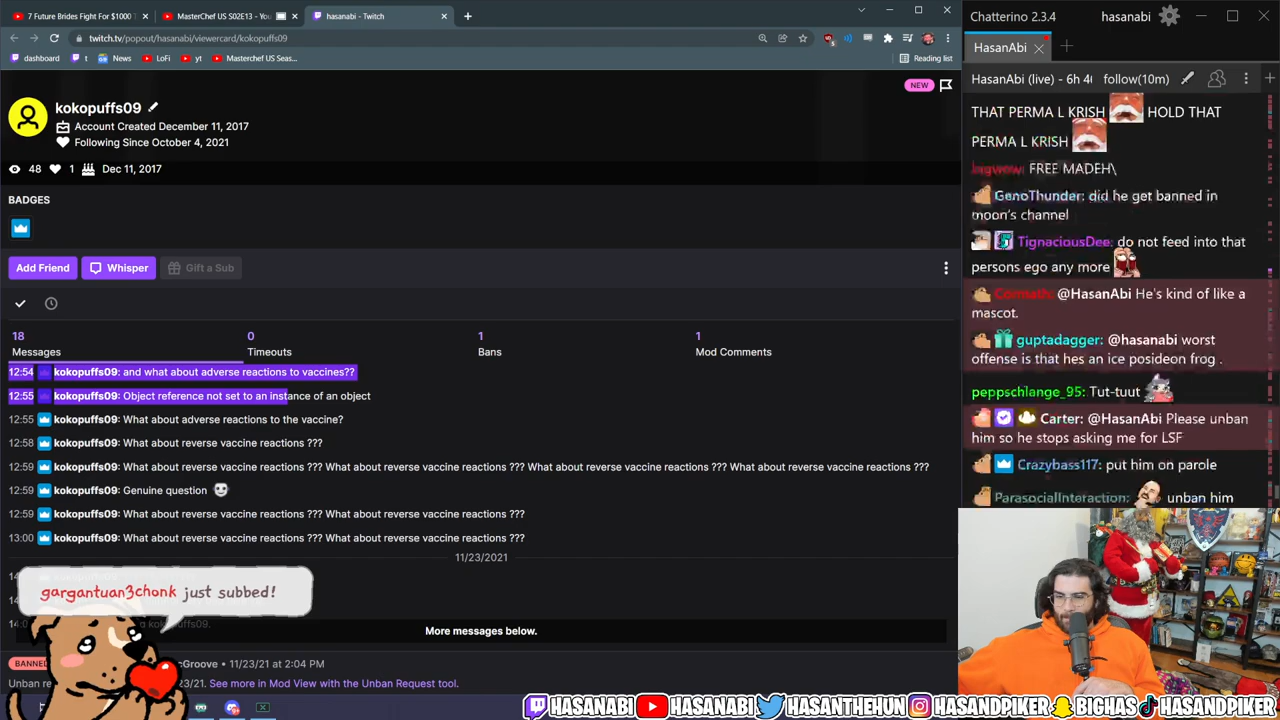 7 Future Brides Fight For $1000
MasterChef US S02E13 - You
hasanabi - Twitch
twitch.tv/popout/hasanabi/viewercard/kokopuffs09
dashboard
t
News
LoFi
yt
Masterchef US Seas...
Reading list
NEW
kokopuffs09
Account Created December 11, 2017
Following Since October 4, 2021
48
1
Dec 11, 2017
BADGES
Add Friend
Whisper
Gift a Sub
18
Messages
0
Timeouts
1
Bans
1
Mod Comments
12:54 kokopuffs09: and what about adverse reactions to vaccines??
12:55 kokopuffs09: Object reference not set to an instance of an object
12:55 kokopuffs09: What about adverse reactions to the vaccine?
12:58 kokopuffs09: What about reverse vaccine reactions ???
12:59 kokopuffs09: What about reverse vaccine reactions ??? What about reverse vaccine reactions ??? What about reverse vaccine reactions ??? What about reverse vaccine reactions ???
12:59 kokopuffs09: Genuine question
12:59 kokopuffs09: What about reverse vaccine reactions ??? What about reverse vaccine reactions ???
13:00 kokopuffs09: What about reverse vaccine reactions ??? What about reverse vaccine reactions ???
11/23/2021
gargantuan3chonk just subbed!
More messages below.
11/23/21 at 2:04 PM
See more in Mod View with the Unban Request tool.
Chatterino 2.3.4
hasanabi
HasanAbi
HasanAbi (live) - 6h 4
follow(10m)
THAT PERMA L KRISH HOLD THAT
PERMA L KRISH
FREE MADEH\
GenoThunder: did he get banned in
moon's channel
TignaciousDee: do not feed into that
persons ego any more
@HasanAbi He's kind of like a
mascot.
guptadagger: @hasanabi worst
offense is that hes an ice posideon frog .
peppschlange_95: Tut-tuut
Carter: @HasanAbi Please unban
him so he stops asking me for LSF
Crazybass117: put him on parole
ParasocialInteraction: unban him
HASANABI
HASANABI
HASANTHEHUN
HASANDPIKER
BIGHAS
HASANDPIKER